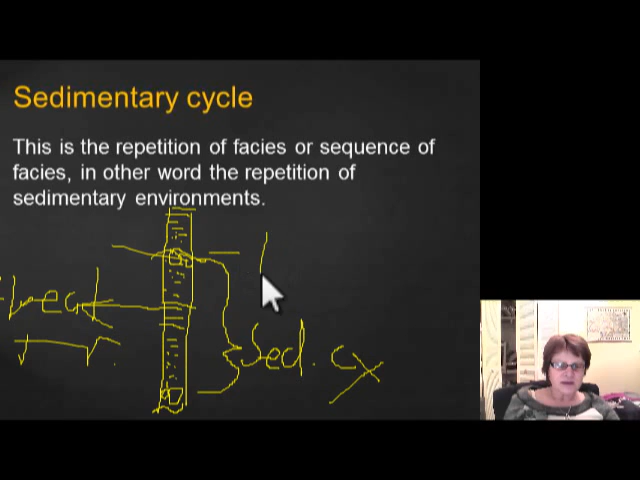 Sedimentary cycle
This is the repetition of facies or sequence of
facies, in other word the repetition of
sedimentary environments.
Sed. cx